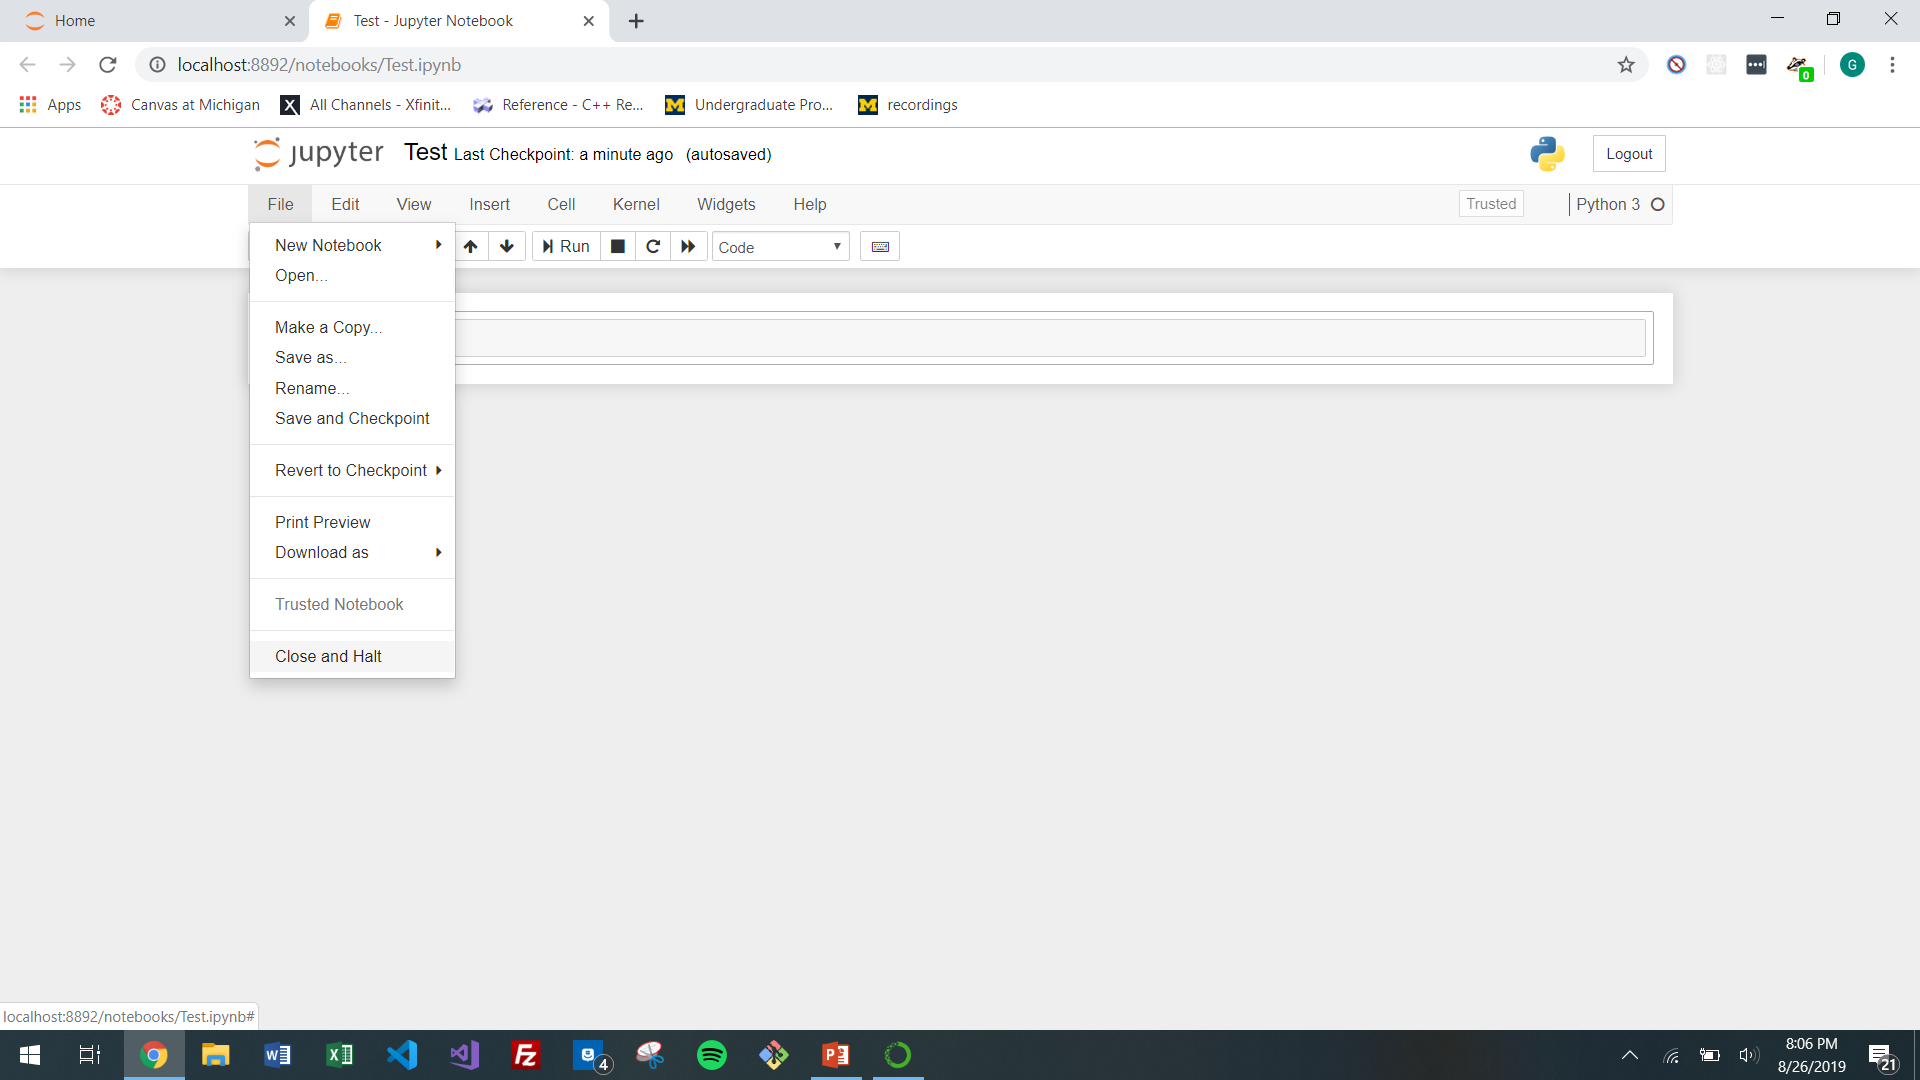 Home
Test - Jupyter Notebook
localhost:8892/notebooks/Test.ipynb
0
G
Apps
Canvas at Michigan
All Channels - Xfinit...
Reference - C++ Re...
Undergraduate Pro...
recordings
jupyter Test Last Checkpoint: a minute ago (autosaved)
Logout
File Edit View Insert Cell Kernel Widgets Help
Trusted
Python 3
Run
Code
New Notebook
Open...
Make a Copy...
Save as...
Rename...
Save and Checkpoint
Revert to Checkpoint
Print Preview
Download as
Trusted Notebook
Close and Halt
localhost:8892/notebooks/Test.ipynb#
4
8:06 PM
8/26/2019
21